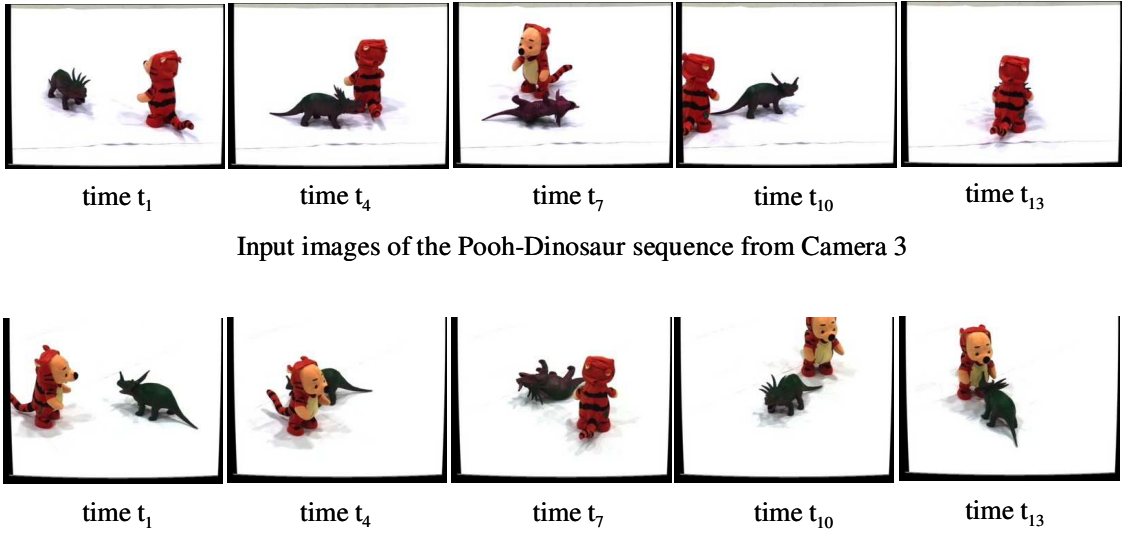 time t1 time t4 time t7 time t10 time t13
Input images of the Pooh-Dinosaur sequence from Camera 3
time t1 time t4 time t7 time t10 time t13